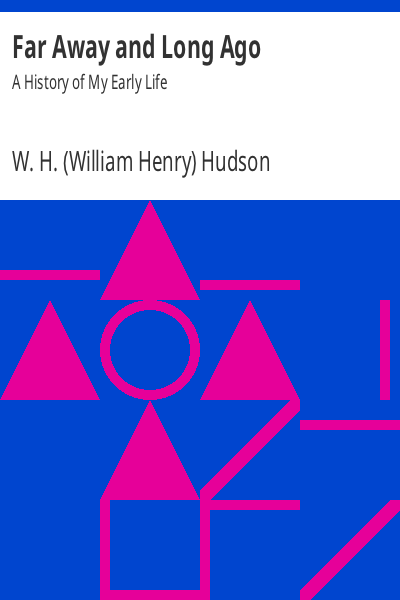 Far Away and Long Ago
A History of My Early Life
W. H. (William Henry) Hudson